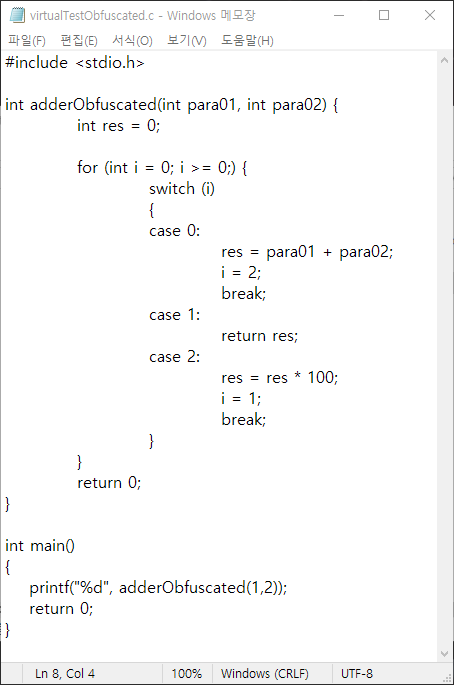 virtualTestObfuscated.c - Windows 메모장
파일(F) 편집(E) 서식(O) 보기(V) 도움말(H)
#include <stdio.h>

int adderObfuscated(int para01, int para02) {
        int res = 0;

        for (int i = 0; i >= 0;) {
                switch (i)
                {
                case 0:
                        res = para01 + para02;
                        i = 2;
                        break;
                case 1:
                        return res;
                case 2:
                        res = res * 100;
                        i = 1;
                        break;
                }
        }
        return 0;
}

int main()
{
   printf("%d", adderObfuscated(1,2));
   return 0;
}
Ln 8, Col 4 100% Windows (CRLF) UTF-8